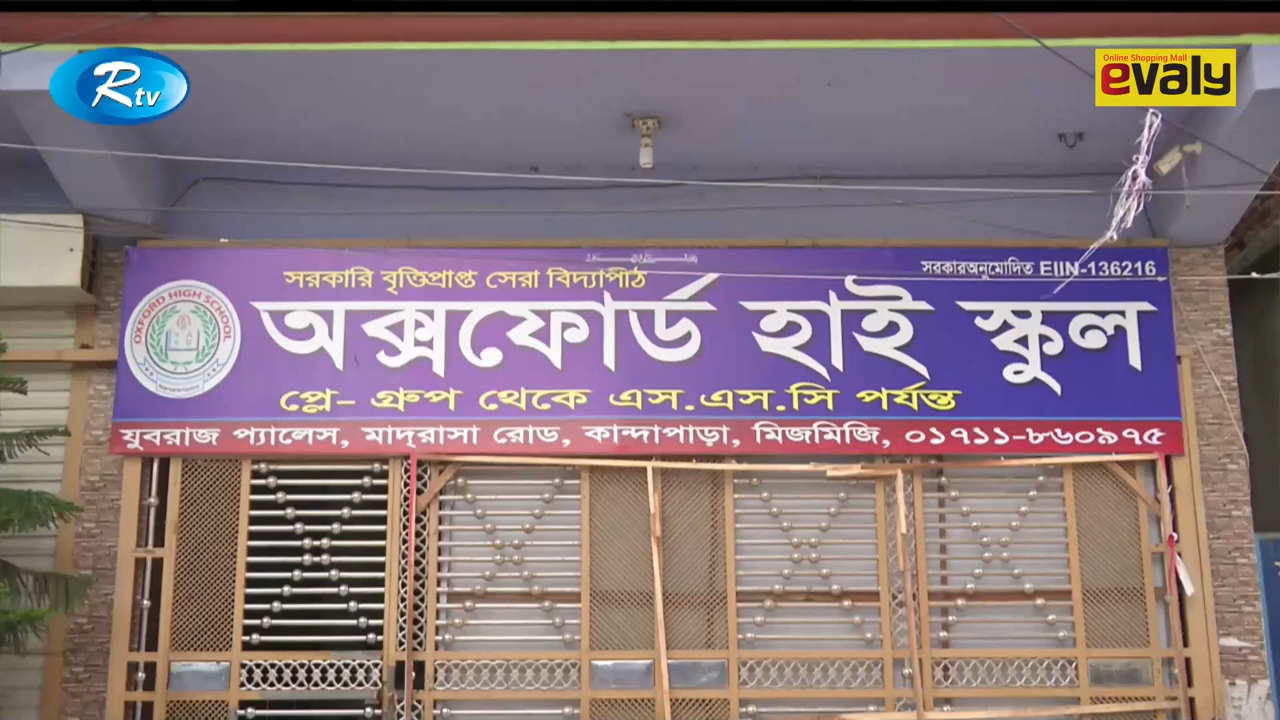 Rtv
Online Shopping Mall
evaly
সরকারি বৃত্তিপ্রাপ্ত সেরা বিদ্যাপীঠ
সরকারঅনুমোদিত EIIN-136216
OXFORD HIGH SCHOOL
অক্সফোর্ড হাই স্কুল
প্লে- গ্রুপ থেকে এস.এস.সি পর্যন্ত
যুবরাজ প্যালেস, মাদ্‌রাসা রোড, কান্দাপাড়া, মিজমিজি, ০১৭১১-৮৬০৯৭৫